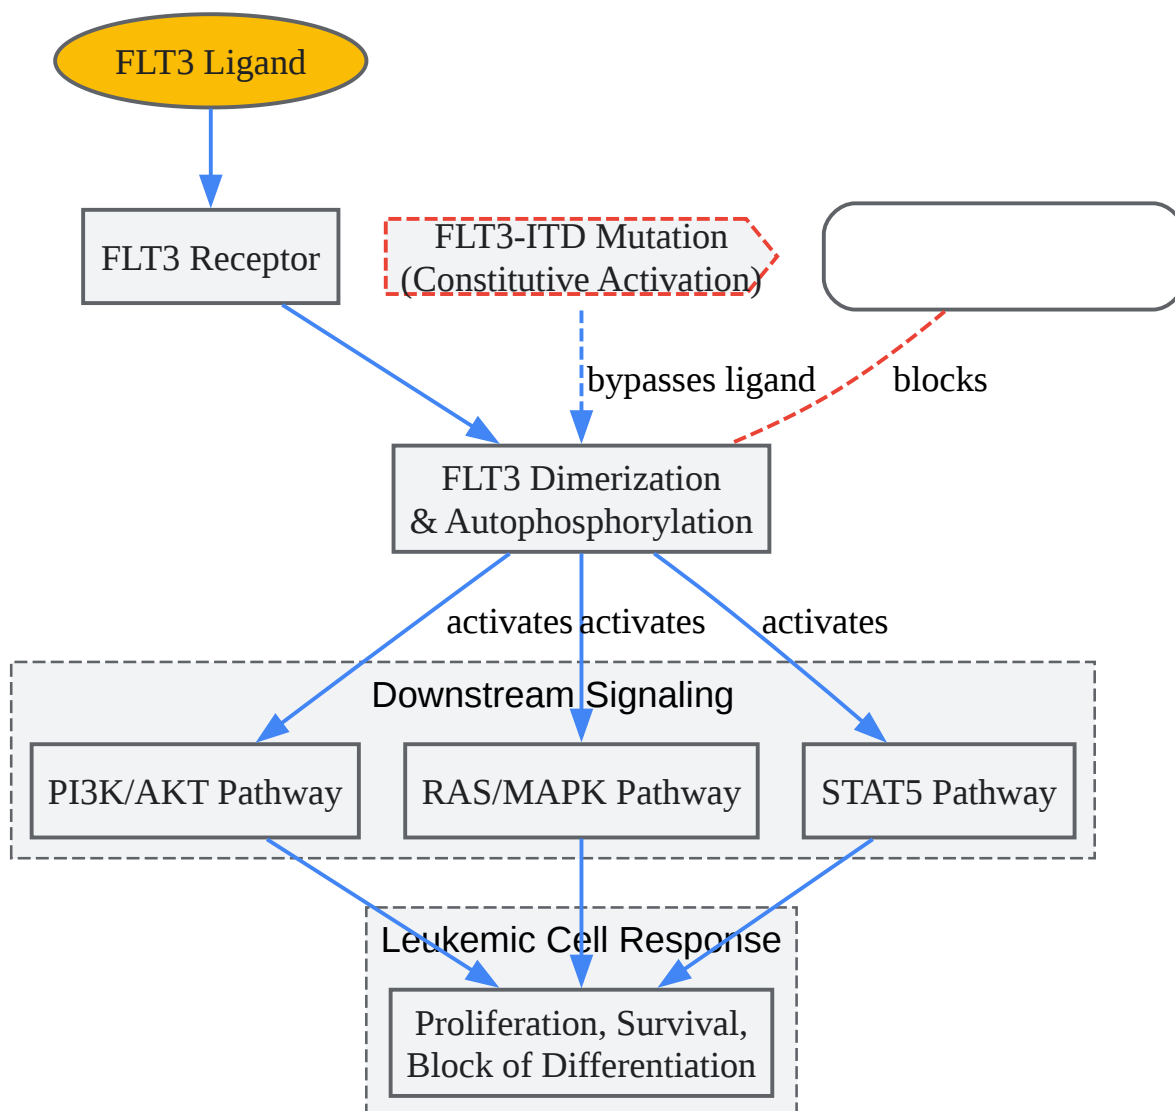 FLT3 Ligand
FLT3 Receptor
FLT3-ITD Mutation
(Constitutive Activation)
bypasses ligand
blocks
FLT3 Dimerization
& Autophosphorylation
activates
activates
activates
Downstream Signaling
PI3K/AKT Pathway
RAS/MAPK Pathway
STAT5 Pathway
Leukemic Cell Response
Proliferation, Survival,
Block of Differentiation